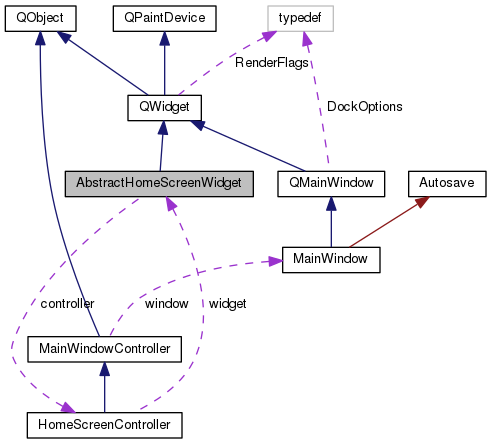 QObject
QPaintDevice
typedef
RenderFlags
QWidget
DockOptions
AbstractHomeScreenWidget
QMainWindow
Autosave
MainWindow
controller
window
widget
MainWindowController
HomeScreenController